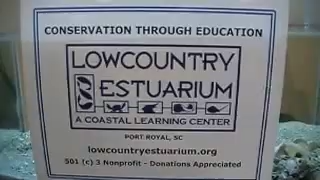 CONSERVATION THROUGH EDUCATION
LOWCOUNTRY
ESTUARIUM
A COASTAL LEARNING CENTER
PORT ROYAL, SC
lowcountryestuarium.org
501 (c) 3 Nonprofit - Donations Appreciated